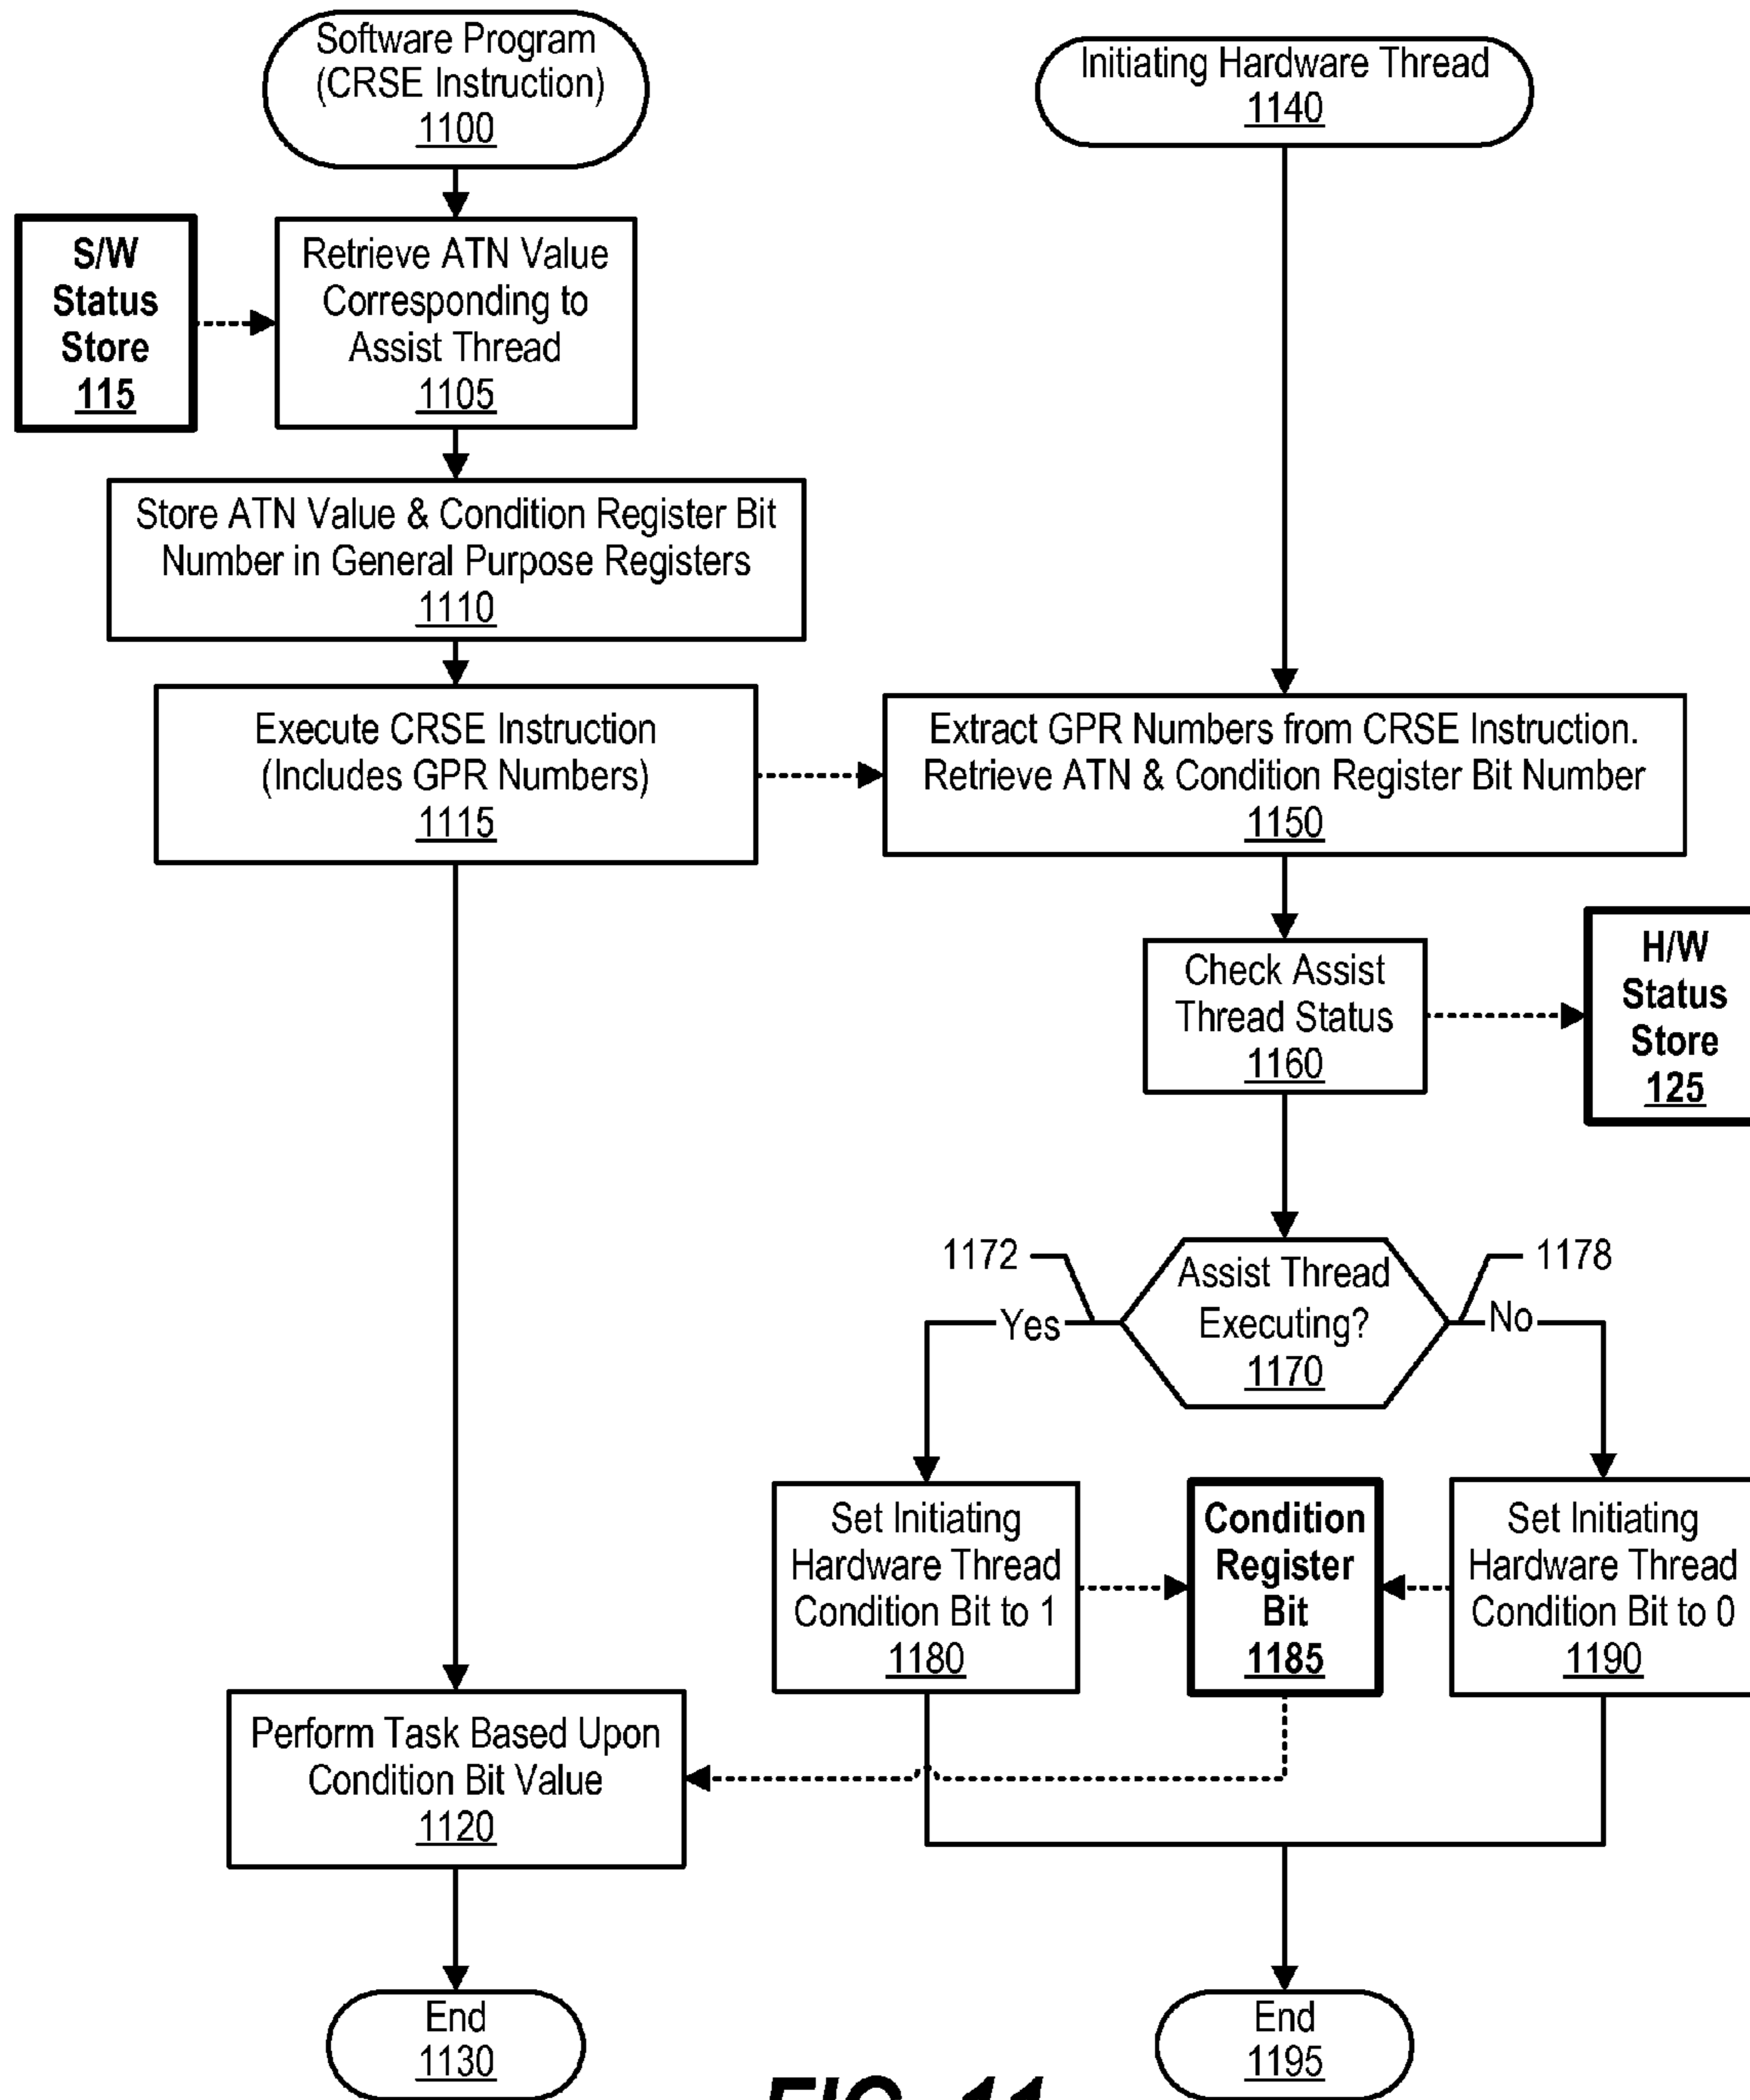 Software Program
(CRSE Instruction)
1100
Initiating Hardware Thread
1140
S/W
Status
Store
115
Retrieve ATN Value
Corresponding to
Assist Thread
1105
Store ATN Value & Condition Register Bit
Number in General Purpose Registers
1110
Execute CRSE Instruction
(Includes GPR Numbers)
1115
Extract GPR Numbers from CRSE Instruction.
Retrieve ATN & Condition Register Bit Number
1150
Check Assist
Thread Status
1160
H/W
Status
Store
125
1172
1178
Assist Thread
Executing?
1170
Yes
No
Set Initiating
Hardware Thread
Condition Bit to 1
1180
Condition
Register
Bit
1185
Set Initiating
Hardware Thread
Condition Bit to 0
1190
Perform Task Based Upon
Condition Bit Value
1120
End
1130
End
1195
FIG. 11